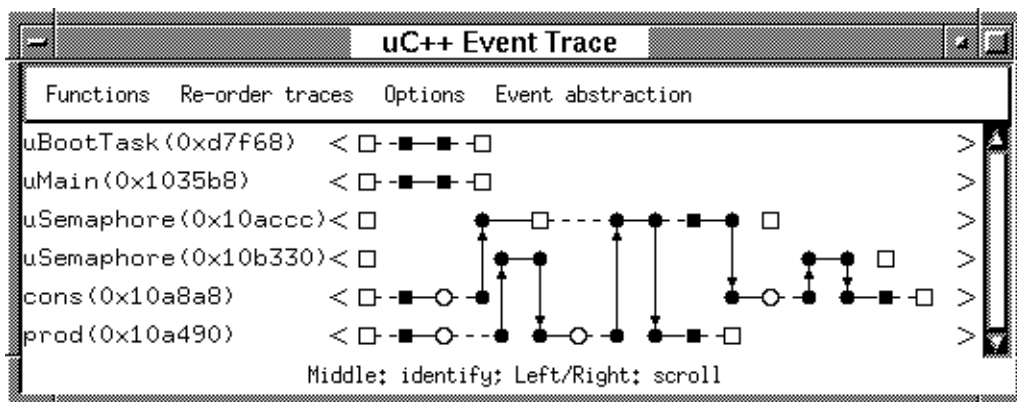 uC++ Event Trace
Functions Re-order traces Options Event abstraction
uBootTask(0xd7f68) < >
uMain(0x1035b8) < >
uSemaphore(0x10accc)< >
uSemaphore(0x10b330)< >
cons(0x10a8a8) < >
prod(0x10a490) < >
Middle: identify; Left/Right: scroll